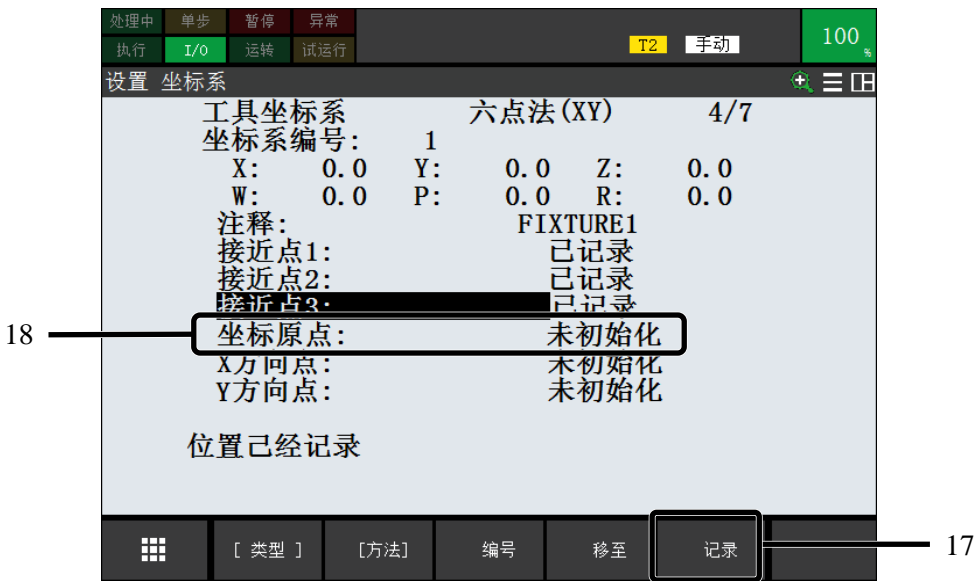 处理中 单步 暂停 异常
执行 I/O 运转 试运行 T2 手动 100 %
设置 坐标系
工具坐标系 六点法(XY) 4/7
坐标系编号: 1
X: 0.0 Y: 0.0 Z: 0.0
W: 0.0 P: 0.0 R: 0.0
注释: FIXTURE1
接近点1: 已记录
接近点2: 已记录
接近点3: 已记录
18 坐标原点: 未初始化
X方向点: 未初始化
Y方向点: 未初始化
位置己经记录
[ 类型 ] [方法] 编号 移至 记录 17